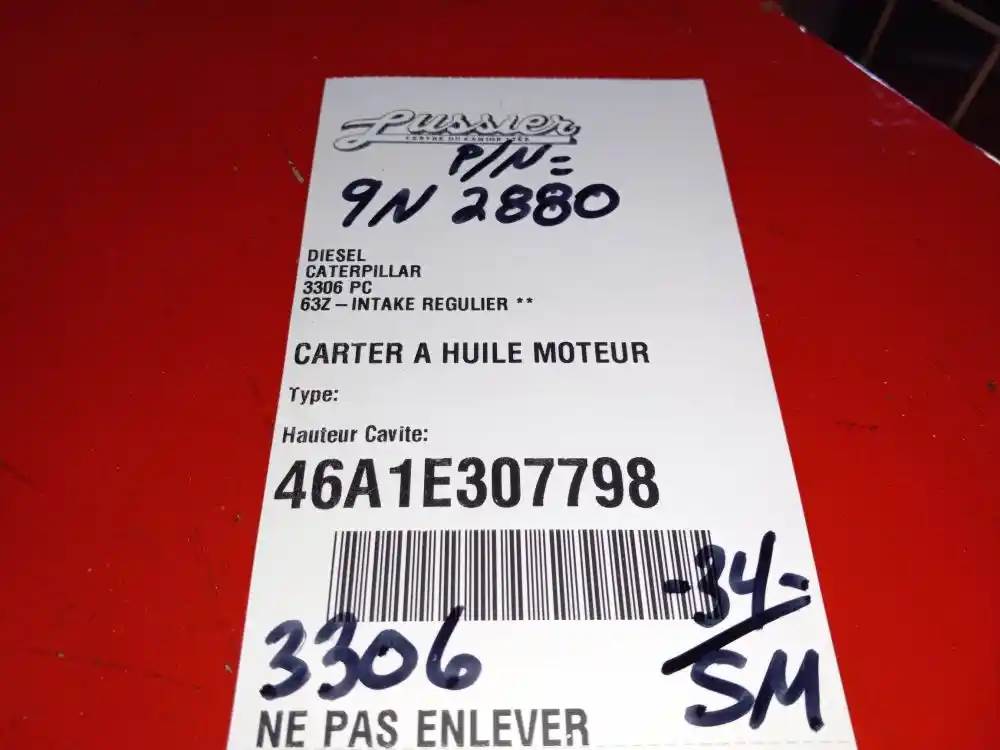 Lussier
CENTRE DU CAMION LTÉE
P/N=
9N 2880
DIESEL
CATERPILLAR
3306 PC
63Z-INTAKE REGULIER **
CARTER A HUILE MOTEUR
Type:
Hauteur Cavite:
46A1E307798
-34-
SM
3306
NE PAS ENLEVER